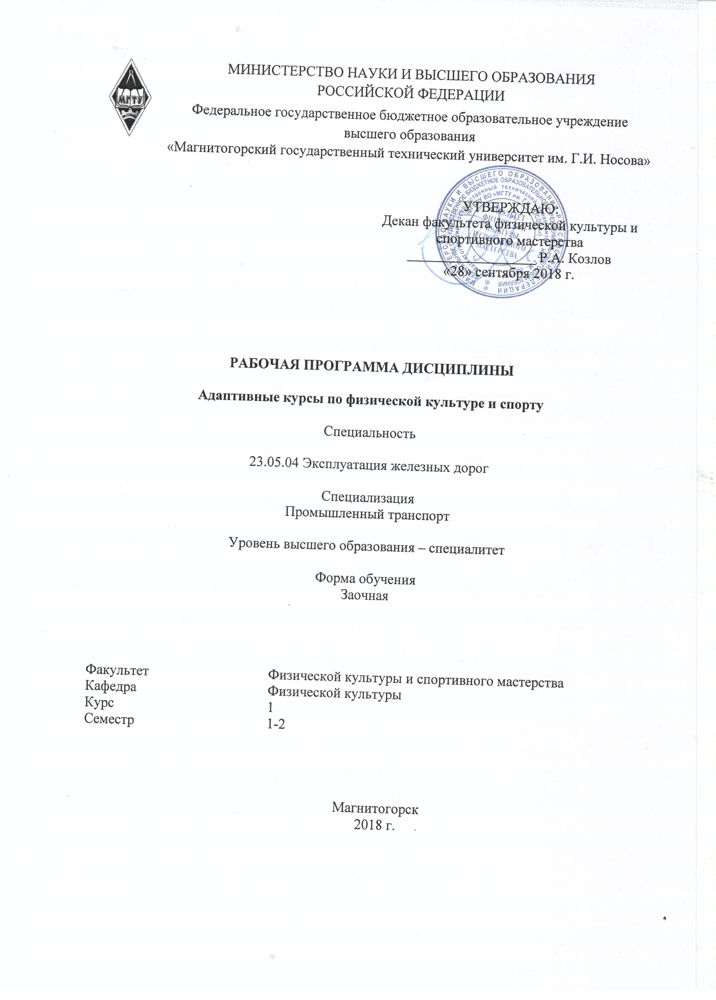 МИНИСТЕРСТВО НАУКИ И ВЫСШЕГО ОБРАЗОВАНИЯ
РОССИЙСКОЙ ФЕДЕРАЦИИ
Федеральное государственное бюджетное образовательное учреждение
высшего образования
«Магнитогорский государственный технический университет им. Г.И. Носова»
МГТУ
УТВЕРЖДАЮ:
Декан факультета физической культуры и
спортивного мастерства
Р.А. Козлов
«28» сентября 2018 г.
РАБОЧАЯ ПРОГРАММА ДИСЦИПЛИНЫ
Адаптивные курсы по физической культуре и спорту
Специальность
23.05.04 Эксплуатация железных дорог
Специализация
Промышленный транспорт
Уровень высшего образования – специалитет
Форма обучения
Заочная
Факультет Физической культуры и спортивного мастерства
Кафедра Физической культуры
Курс 1
Семестр 1-2
Магнитогорск
2018 г.